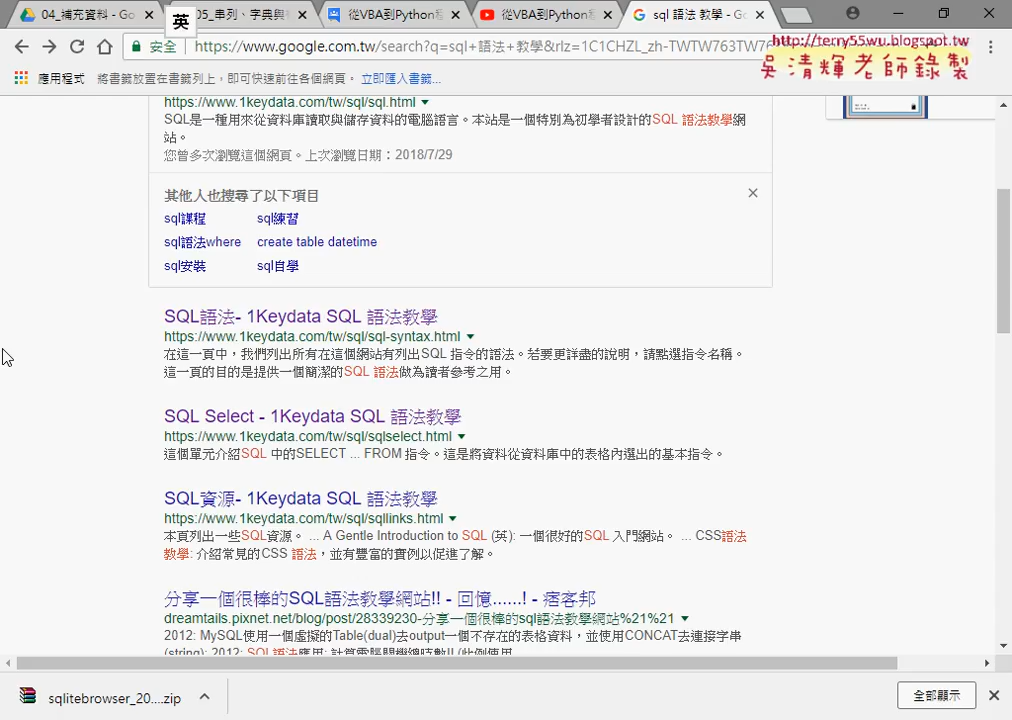 04_補充資料 - Go
英
05_串列、字典與
從VBA到Python程
從VBA到Python
sql 語法 教學 - Go
安全
https://www.google.com.tw/search?q=sql+語法+教學&rlz=1C1CHZL_zh-TWTW763TW76
http://terry55wu.blogspot.tw
吳清輝老師錄製
應用程式
將書籤放置在書籤列上，即可快速前往各個網頁。
立即匯入書籤...
https://www.1keydata.com/tw/sql/sql.html
SQL是一種用來從資料庫讀取與儲存資料的電腦語言。本站是一個特別為初學者設計的SQL 語法教學網
站。
您曾多次瀏覽這個網頁。上次瀏覽日期：2018/7/29
其他人也搜尋了以下項目
sql課程 sql練習
sql語法where create table datetime
sql安裝 sql自學
SQL語法- 1Keydata SQL 語法教學
https://www.1keydata.com/tw/sql/sql-syntax.html
在這一頁中，我們列出所有在這個網站有列出SQL 指令的語法。若要更詳盡的說明，請點選指令名稱。
這一頁的目的是提供一個簡潔的SQL 語法做為讀者參考之用。
SQL Select - 1Keydata SQL 語法教學
https://www.1keydata.com/tw/sql/sqlselect.html
這個單元介紹SQL 中的SELECT ... FROM 指令。這是將資料從資料庫中的表格內選出的基本指令。
SQL資源- 1Keydata SQL 語法教學
https://www.1keydata.com/tw/sql/sqllinks.html
本頁列出一些SQL資源。 ... A Gentle Introduction to SQL (英): 一個很好的SQL 入門網站。 ... CSS語法
教學: 介紹常見的CSS 語法，並有豐富的實例以促進了解。
分享一個很棒的SQL語法教學網站!! - 回憶......! - 痞客邦
dreamtails.pixnet.net/blog/post/28339230-分享一個很棒的sql語法教學網站%21%21
2012: MySQL使用一個虛擬的Table(dual)去output一個不存在的表格資料，並使用CONCAT去連接字串
sqlitebrowser_20....zip
全部顯示